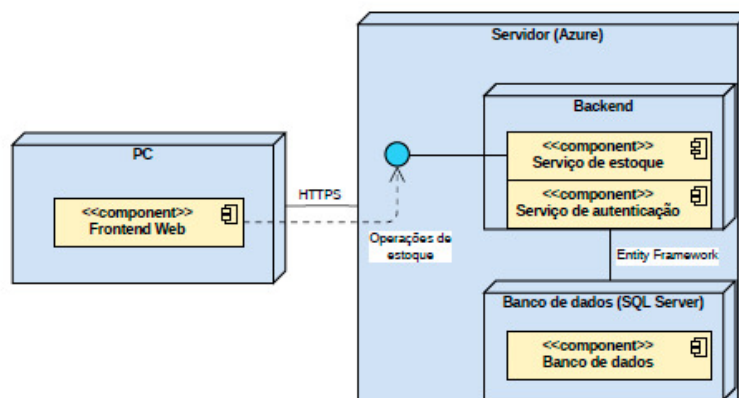 Servidor (Azure)
Backend
<<component>>
Serviço de estoque
<<component>>
Serviço de autenticação
PC
<<component>>
Frontend Web
HTTPS
Operações de
estoque
Entity Framework
Banco de dados (SQL Server)
<<component>>
Banco de dados